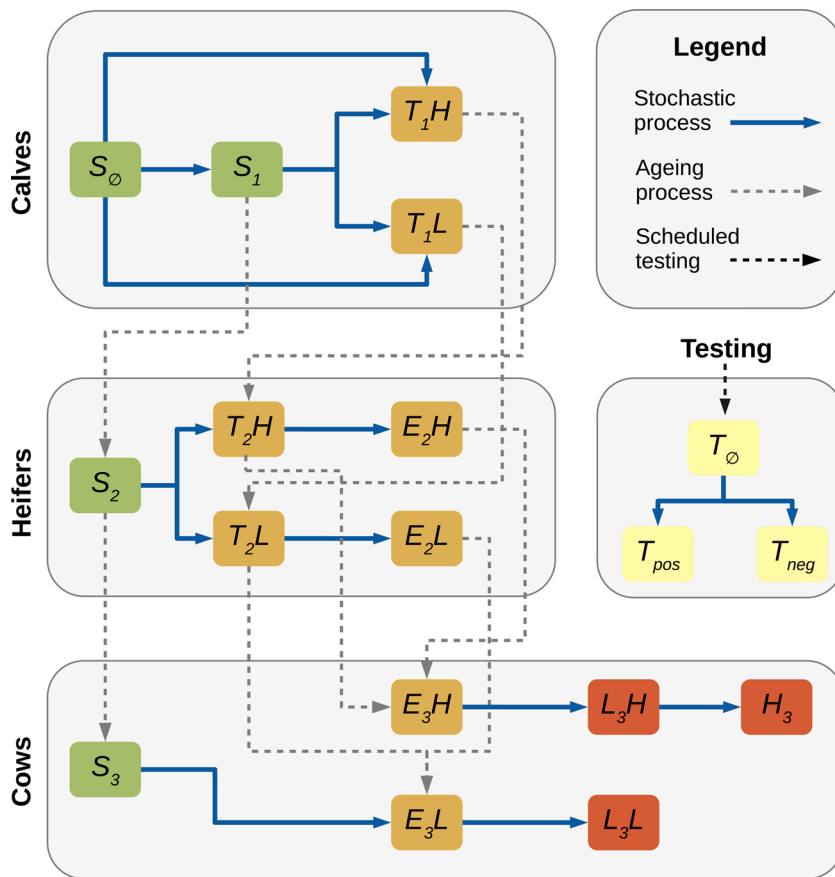 Calves
S∅
S1
T1H
T1L
Legend
Stochastic
process
Ageing
process
Scheduled
testing
Heifers
S2
T2H
E2H
T2L
E2L
Testing
T∅
Tpos
Tneg
Cows
S3
E3H
L3H
H3
E3L
L3L